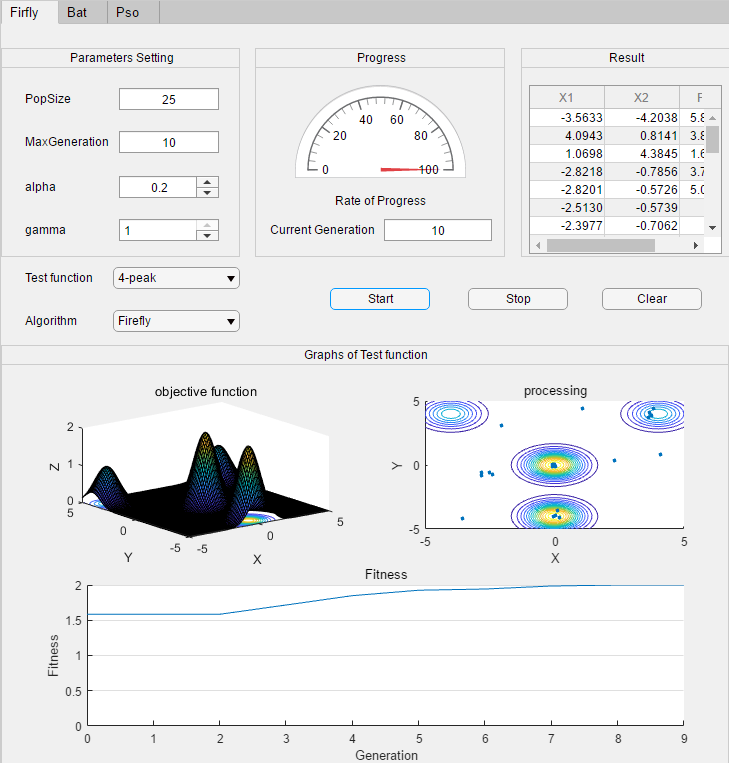 Firfly Bat Pso
Parameters Setting
PopSize 25
MaxGeneration 10
alpha 0.2
gamma 1
Progress
0 20 40 60 80 100
Rate of Progress
Current Generation 10
Result
X1 X2 F
-3.5633 -4.2038 5.8
4.0943 0.8141 3.8
1.0698 4.3845 1.6
-2.8218 -0.7856 3.7
-2.8201 -0.5726 5.0
-2.5130 -0.5739
-2.3977 -0.7062
Test function 4-peak
Algorithm Firefly
Start Stop Clear
Graphs of Test function
objective function
Z
2
1
0
5
0
-5
Y
-5
0
5
X
processing
Y
5
0
-5
-5 0 5
X
Fitness
Fitness
2
1.5
1
0.5
0
0 1 2 3 4 5 6 7 8 9
Generation